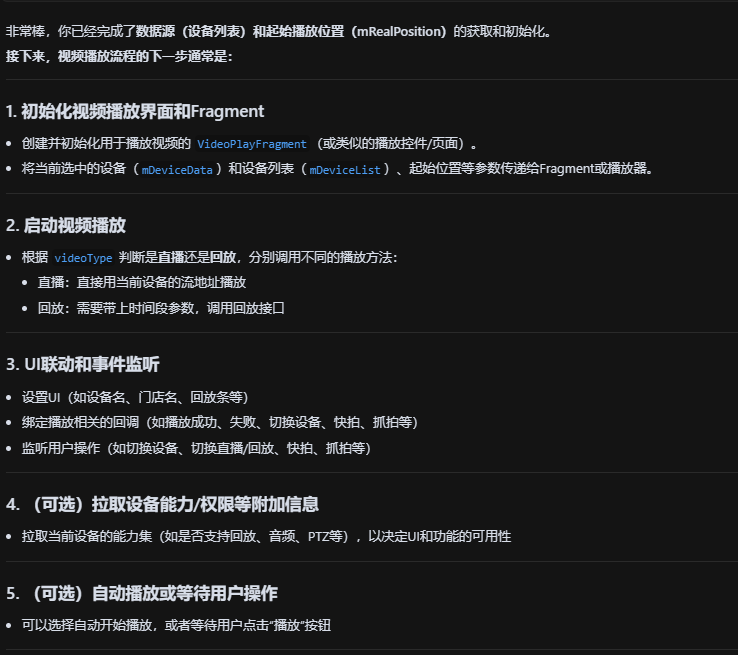 非常棒，你已经完成了数据源（设备列表）和起始播放位置（mRealPosition）的获取和初始化。
接下来，视频播放流程的下一步通常是：
1. 初始化视频播放界面和Fragment
• 创建并初始化用于播放视频的 VideoPlayFragment （或类似的播放控件/页面）。
• 将当前选中的设备（ mDeviceData ）和设备列表（ mDeviceList ）、起始位置等参数传递给Fragment或播放器。
2. 启动视频播放
• 根据 videoType 判断是直播还是回放，分别调用不同的播放方法：
• 直播：直接用当前设备的流地址播放
• 回放：需要带上时间段参数，调用回放接口
3. UI联动和事件监听
• 设置UI（如设备名、门店名、回放条等）
• 绑定播放相关的回调（如播放成功、失败、切换设备、快拍、抓拍等）
• 监听用户操作（如切换设备、切换直播/回放、快拍、抓拍等）
4. （可选）拉取设备能力/权限等附加信息
• 拉取当前设备的能力集（如是否支持回放、音频、PTZ等），以决定UI和功能的可用性
5. （可选）自动播放或等待用户操作
• 可以选择自动开始播放，或者等待用户点击“播放”按钮